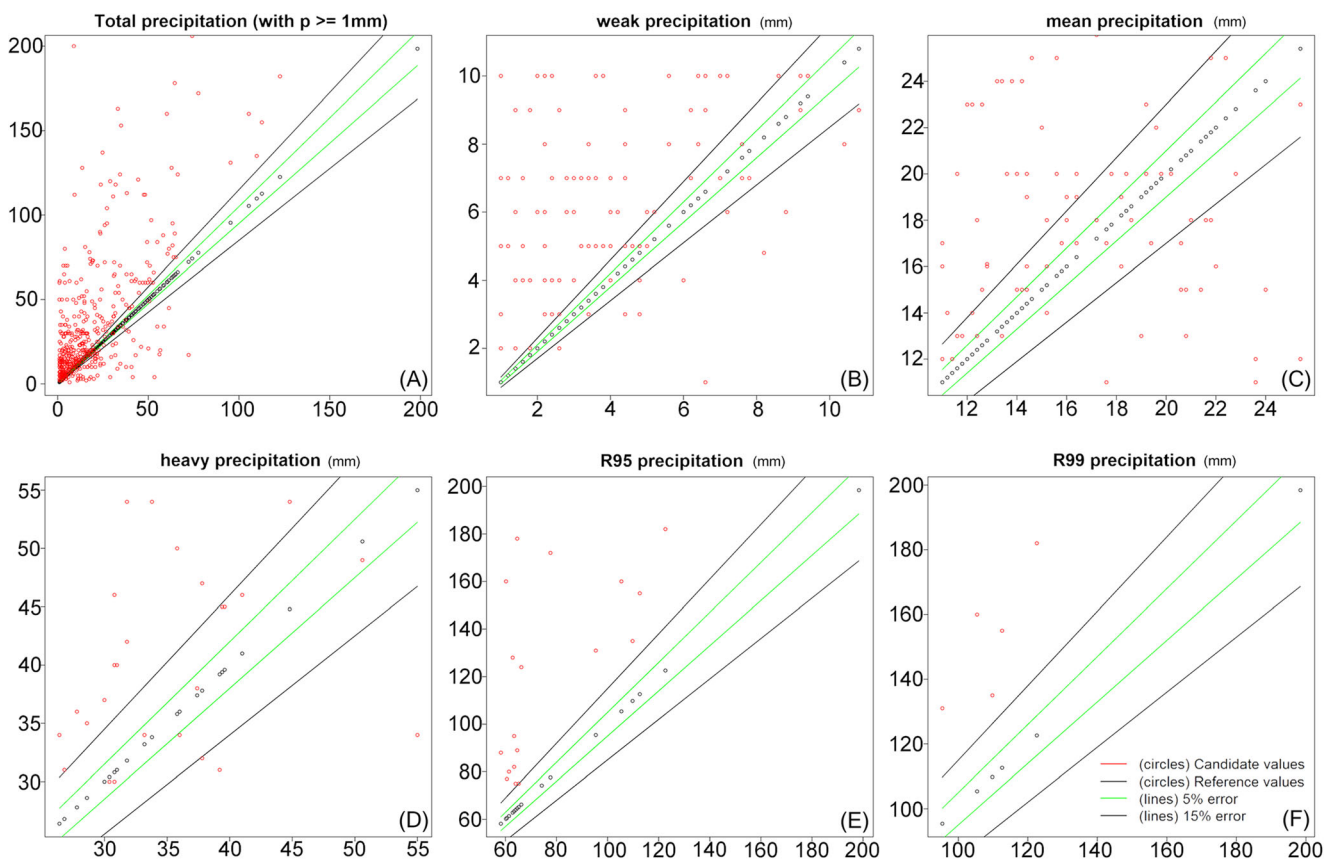 Total precipitation (with p >= 1mm)
weak precipitation (mm)
mean precipitation (mm)
200
150
100
50
0
(A)
0 50 100 150 200
10
8
6
4
2
(B)
2 4 6 8 10
24
22
20
18
16
14
12
(C)
12 14 16 18 20 22 24
heavy precipitation (mm)
R95 precipitation (mm)
R99 precipitation (mm)
55
50
45
40
35
30
(D)
30 35 40 45 50 55
200
180
160
140
120
100
80
60
(E)
60 80 100 120 140 160 180 200
200
180
160
140
120
100
(circles) Candidate values
(circles) Reference values
(lines) 5% error
(lines) 15% error
(F)
100 120 140 160 180 200